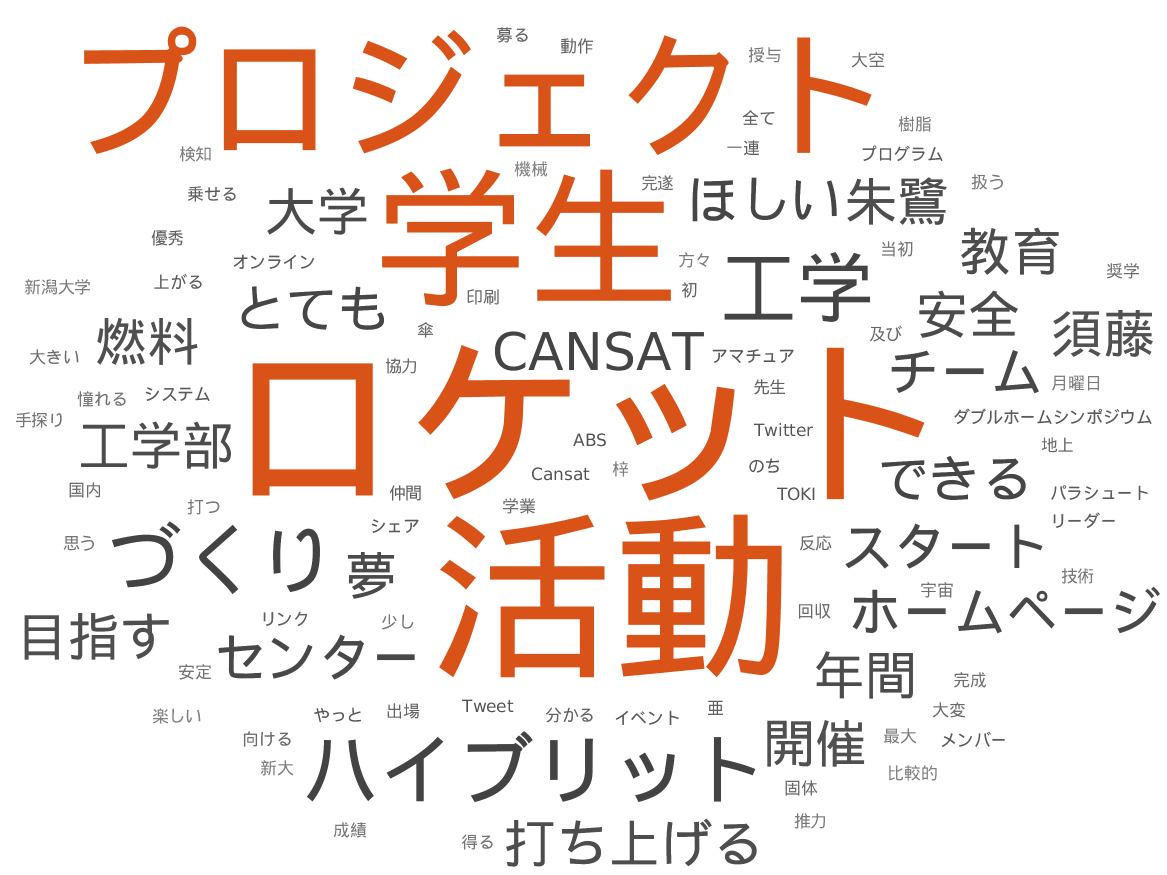 プロジェクト
募る
動作
授与
大空
全て
樹脂
検知
一連
プログラム
機械
乗せる
大学
学生
完遂
ほしい
朱鷺
扱う
優秀
教育
オンライン
方々
工学
当初
上がる
新潟大学
奨学
とても
印刷
初
安全
傘
須藤
燃料
CANSAT
及び
大きい
協力
アマチュア
チーム
月曜日
憧れる
システム
ロケット
先生
手探り
ダブルホームシンポジウム
工学部
ABS
Twitter
地上
Cansat
梓
のち
できる
国内
仲間
TOKI
パラシュート
打つ
学業
リーダー
シェア
思う
づくり
夢
活動
反応
スタート
技術
宇宙
リンク
少し
回収
ホームページ
目指す
センター
安定
年間
完成
楽しい
やっと
出場
Tweet
分かる
イベント
亜
大変
向ける
開催
最大
メンバー
新大
ハイブリット
比較的
固体
成績
得る
打ち上げる
推力